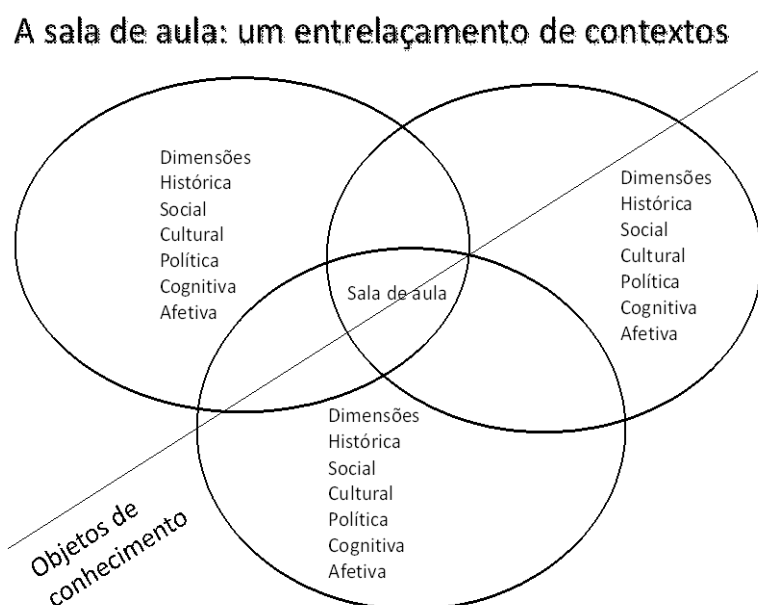 A sala de aula: um entrelaçamento de contextos
Dimensões
Histórica
Social
Cultural
Política
Cognitiva
Afetiva
Dimensões
Histórica
Social
Cultural
Política
Cognitiva
Afetiva
Sala de aula
Dimensões
Histórica
Social
Cultural
Política
Cognitiva
Afetiva
Objetos de
conhecimento